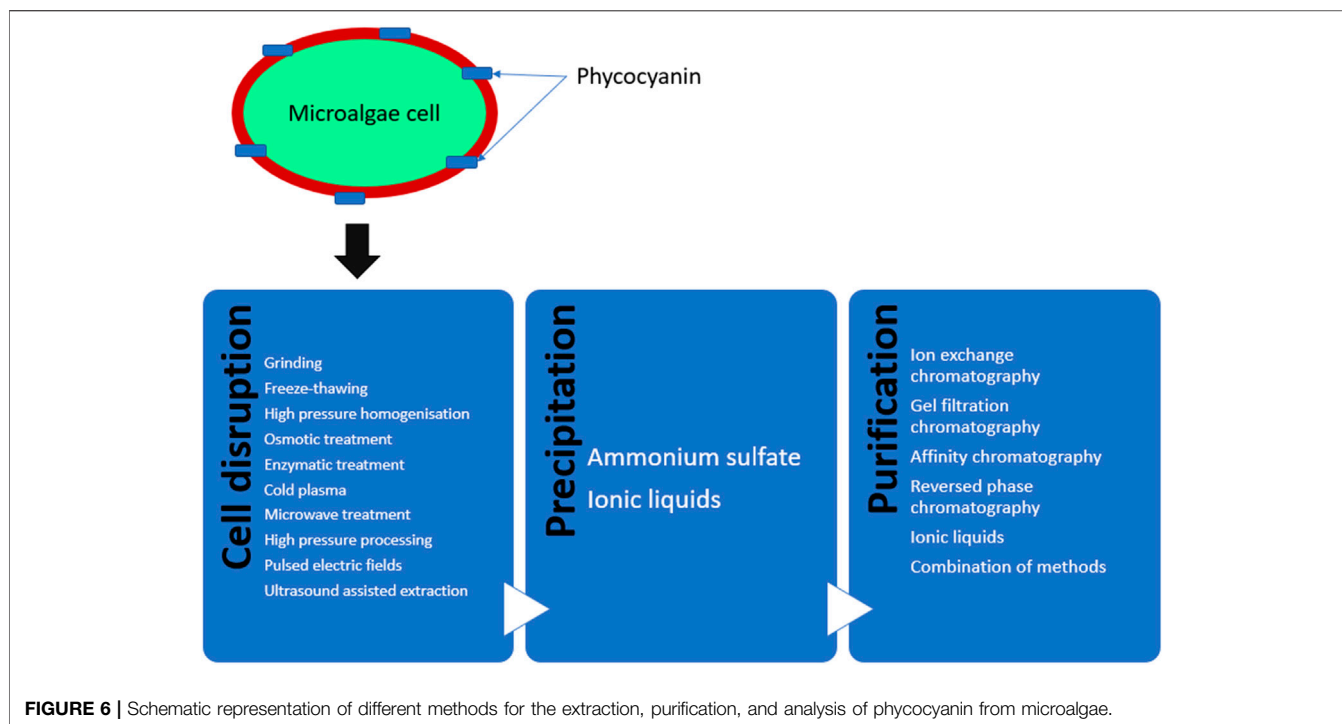 Phycocyanin
Microalgae cell
Cell disruption
Grinding
Freeze-thawing
High pressure homogenisation
Osmotic treatment
Enzymatic treatment
Cold plasma
Microwave treatment
High pressure processing
Pulsed electric fields
Ultrasound assisted extraction
Precipitation
Ammonium sulfate
Ionic liquids
Purification
Ion exchange
chromatography
Gel filtration
chromatography
Affinity chromatography
Reversed phase
chromatography
Ionic liquids
Combination of methods
FIGURE 6 | Schematic representation of different methods for the extraction, purification, and analysis of phycocyanin from microalgae.